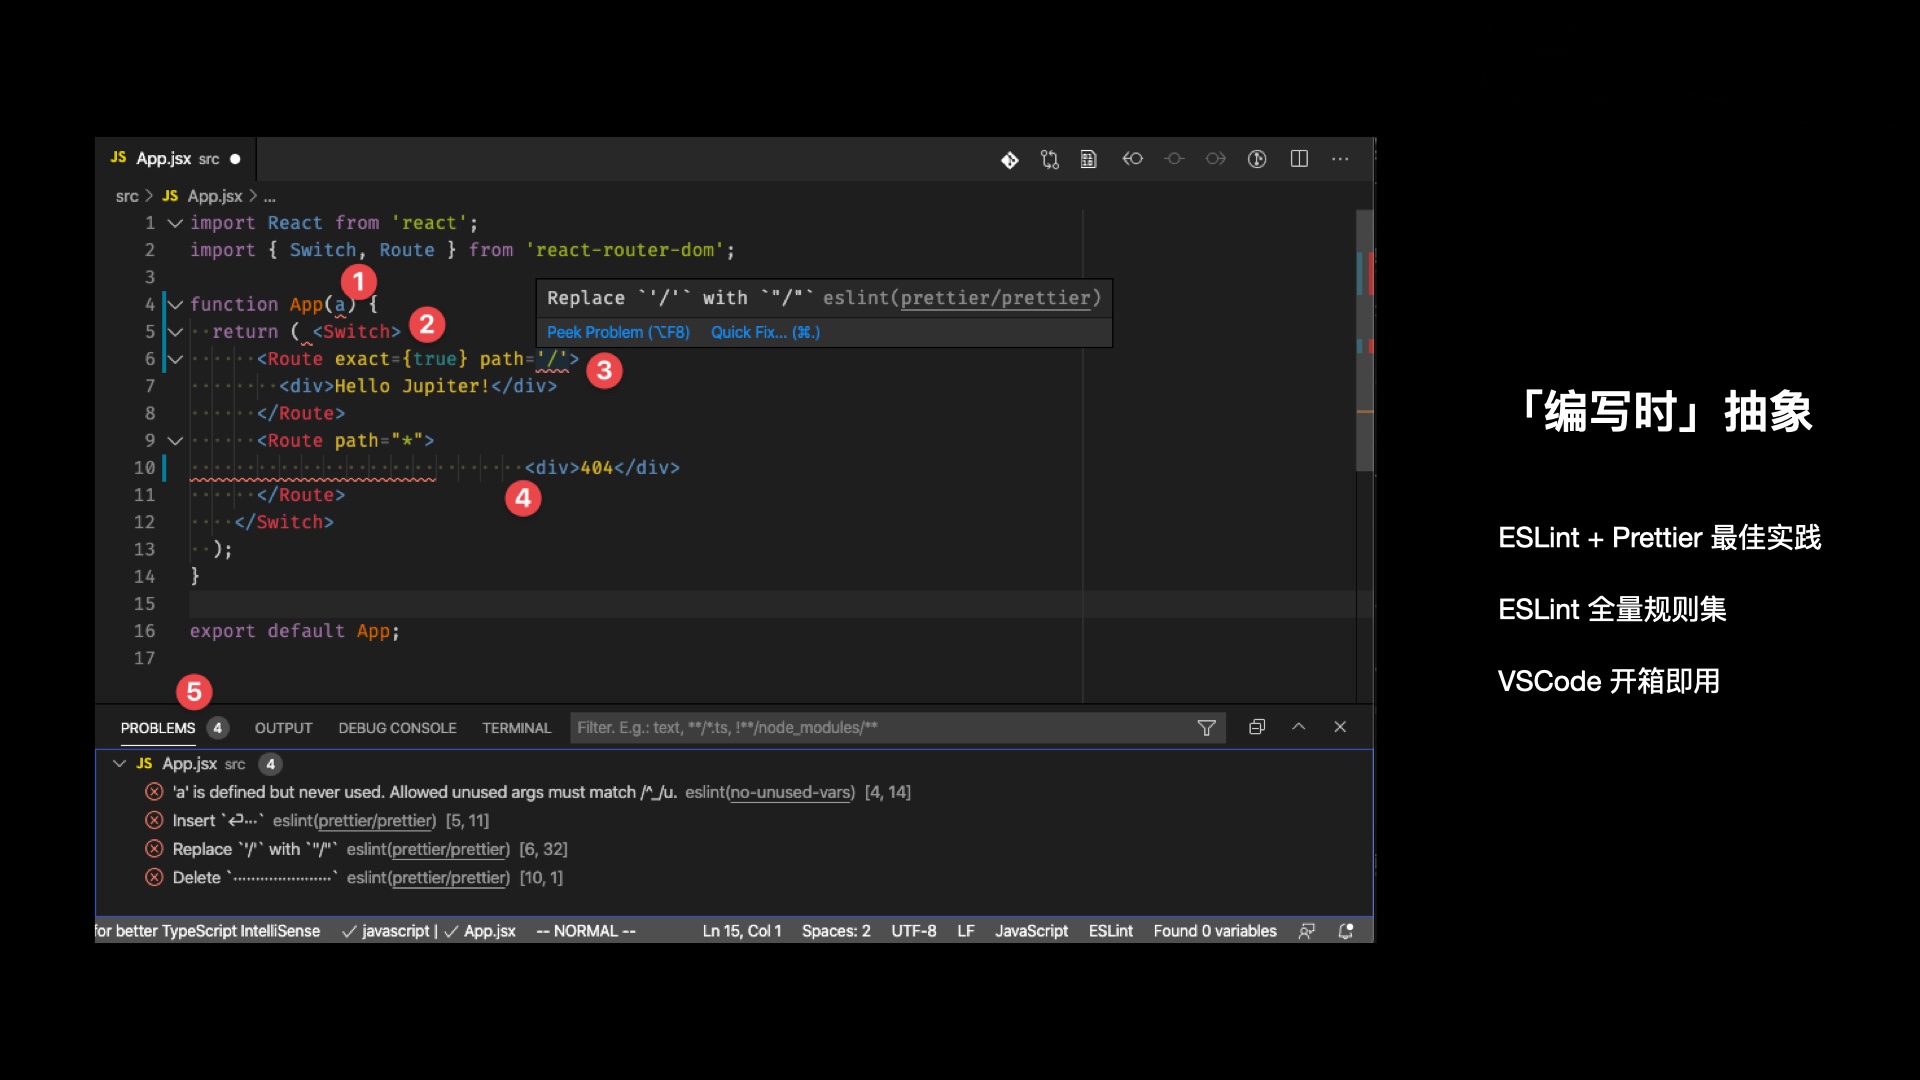 JS App.jsx src
src > JS App.jsx > ...
1 import React from 'react';
2 import { Switch, Route } from 'react-router-dom';
3
1
4 function App(a) {
5 return ( <Switch>
2
Replace `'/'` with `"/"` eslint(prettier/prettier)
Peek Problem (⌥F8) Quick Fix... (⌘.)
6 <Route exact={true} path='/'>
3
7 <div>Hello Jupiter!</div>
8 </Route>
9 <Route path="*">
10 <div>404</div>
4
11 </Route>
12 </Switch>
13 );
14 }
15
16 export default App;
17
5
PROBLEMS 4 OUTPUT DEBUG CONSOLE TERMINAL Filter. E.g.: text, **/*.ts, !**/node_modules/**
JS App.jsx src 4
'a' is defined but never used. Allowed unused args must match /^_/u. eslint(no-unused-vars) [4, 14]
Insert `⏎···` eslint(prettier/prettier) [5, 11]
Replace `'/'` with `"/"` eslint(prettier/prettier) [6, 32]
Delete `······················` eslint(prettier/prettier) [10, 1]
for better TypeScript IntelliSense ✓ javascript | ✓ App.jsx -- NORMAL -- Ln 15, Col 1 Spaces: 2 UTF-8 LF JavaScript ESLint Found 0 variables
「编写时」抽象
ESLint + Prettier 最佳实践
ESLint 全量规则集
VSCode 开箱即用